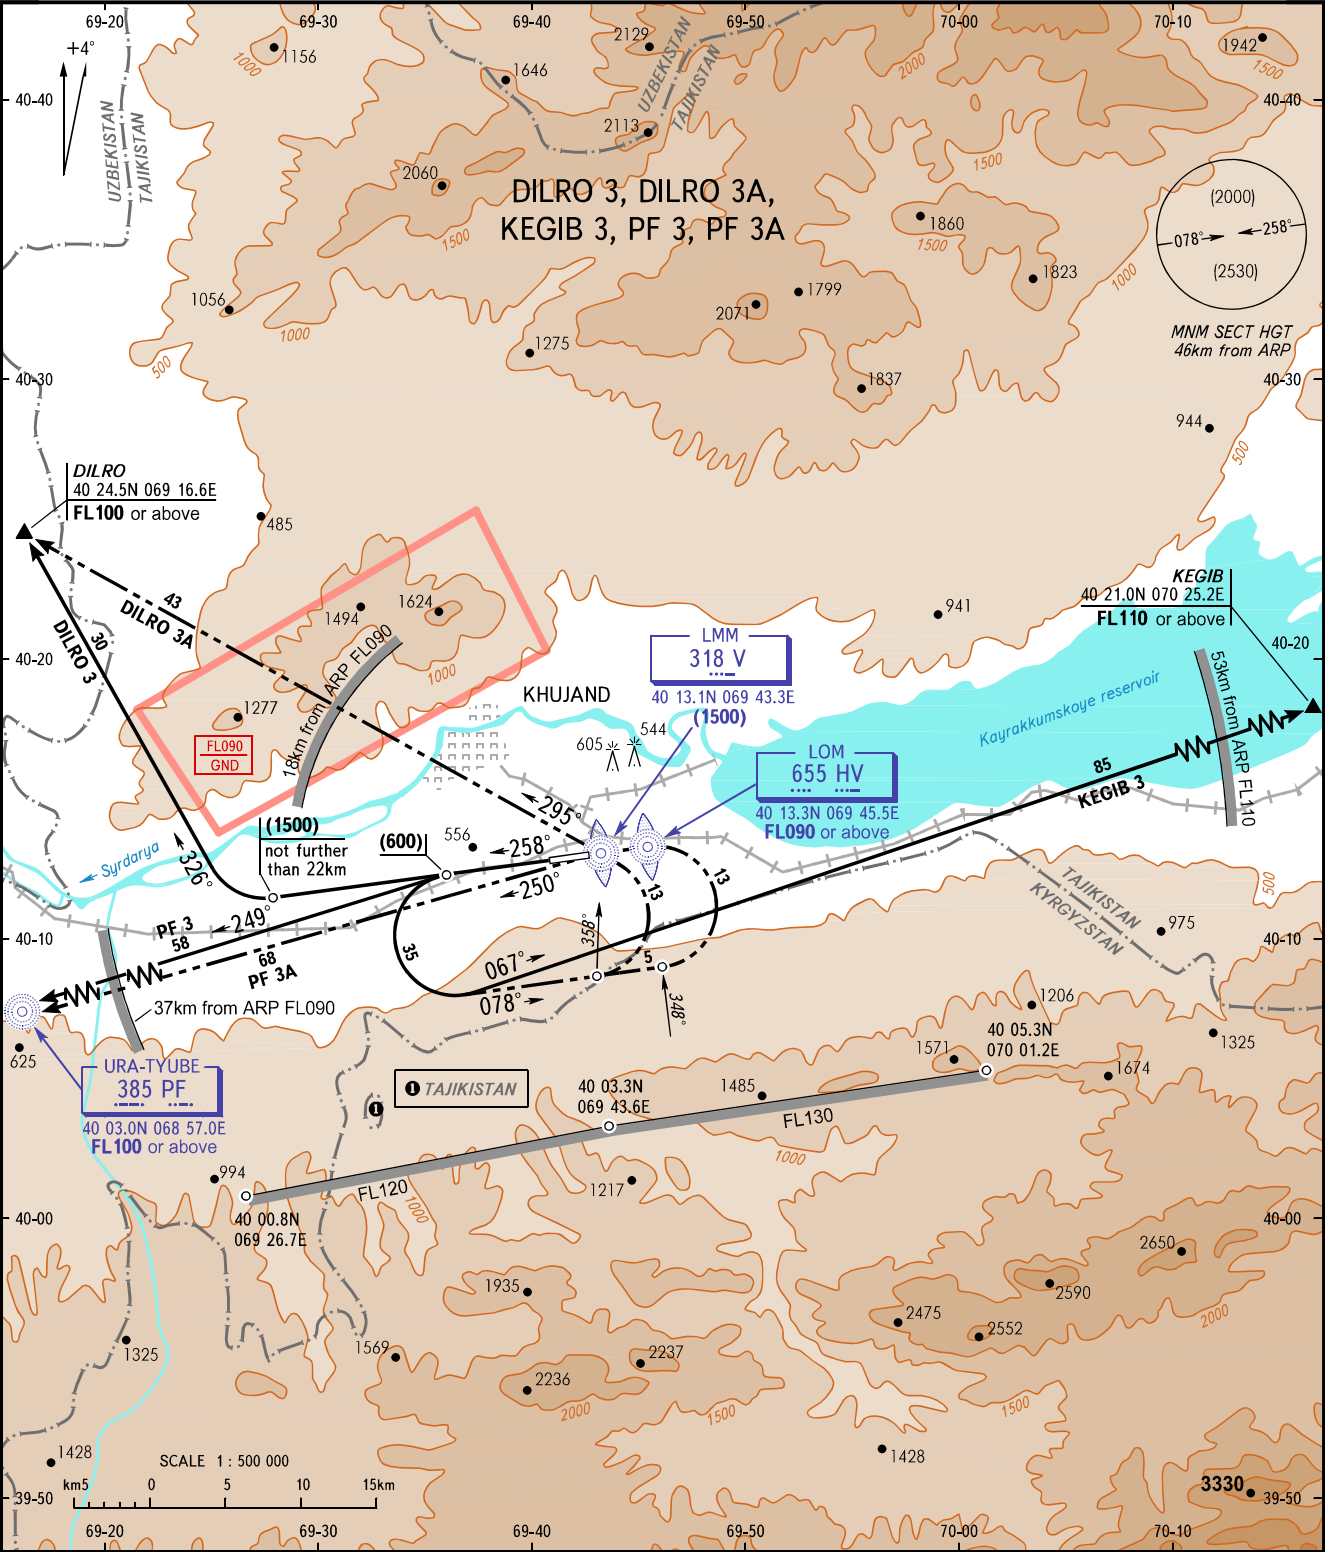 69-20
69-30
69-40
69-50
70-00
70-10
+4°
1156
1000
2129
1646
2000
1942
1500
40-40
UZBEKISTAN
TAJIKISTAN
UZBEKISTAN
TAJIKISTAN
40-40
2113
1500
2060
DILRO 3, DILRO 3A,
KEGIB 3, PF 3, PF 3A
1500
1860
1500
(2000)
078°
258°
(2530)
MNM SECT HGT
46km from ARP
1823
1000
1056
1000
500
1799
2071
1275
1837
40-30
40-30
944
500
DILRO
40 24.5N 069 16.6E
FL100 or above
485
43
DILRO 3A
30
DILRO 3
1494
1624
1000
1277
FL090
GND
18km from ARP FL090
941
KEGIB
40 21.0N 070 25.2E
FL110 or above
40-20
40-20
LMM
318 V
40 13.1N 069 43.3E
(1500)
KHUJAND
605
544
Kayrakkumskoye reservoir
53km from ARP FL110
LOM
655 HV
40 13.3N 069 45.5E
FL090 or above
85
KEGIB 3
295°
(1500)
not further
than 22km
(600)
556
258°
250°
Syrdarya
326°
249°
PF 3
58
68
PF 3A
13
13
35
358°
067°
5
078°
348°
TAJIKISTAN
KYRGYZSTAN
500
975
40-10
40-10
37km from ARP FL090
625
URA-TYUBE
385 PF
40 03.0N 068 57.0E
FL100 or above
1 TAJIKISTAN
1
1206
1325
40 05.3N
070 01.2E
1571
1674
40 03.3N
069 43.6E
1485
FL130
1000
994
FL120
1217
1000
40 00.8N
069 26.7E
40-00
40-00
2650
2590
2475
2552
2000
1935
1325
1569
2237
2236
2000
1500
1500
1428
1428
SCALE 1 : 500 000
km5
0
5
10
15km
3330
39-50
39-50
69-20
69-30
69-40
69-50
70-00
70-10